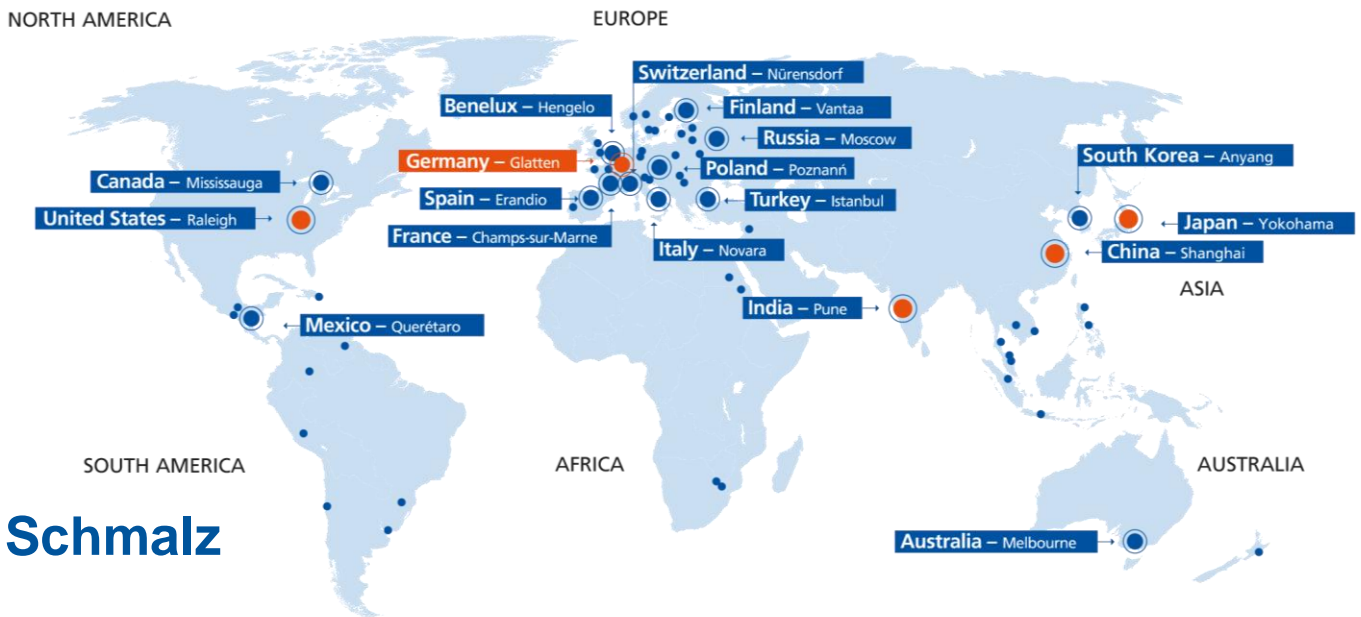 NORTH AMERICA
EUROPE
Switzerland – Nürensdorf
Benelux – Hengelo
Finland – Vantaa
Russia – Moscow
Germany – Glatten
South Korea – Anyang
Poland – Poznanń
Canada – Mississauga
Spain – Erandio
Turkey – Istanbul
United States – Raleigh
Japan – Yokohama
France – Champs-sur-Marne
Italy – Novara
China – Shanghai
ASIA
India – Pune
Mexico – Querétaro
SOUTH AMERICA
AFRICA
AUSTRALIA
Schmalz
Australia – Melbourne